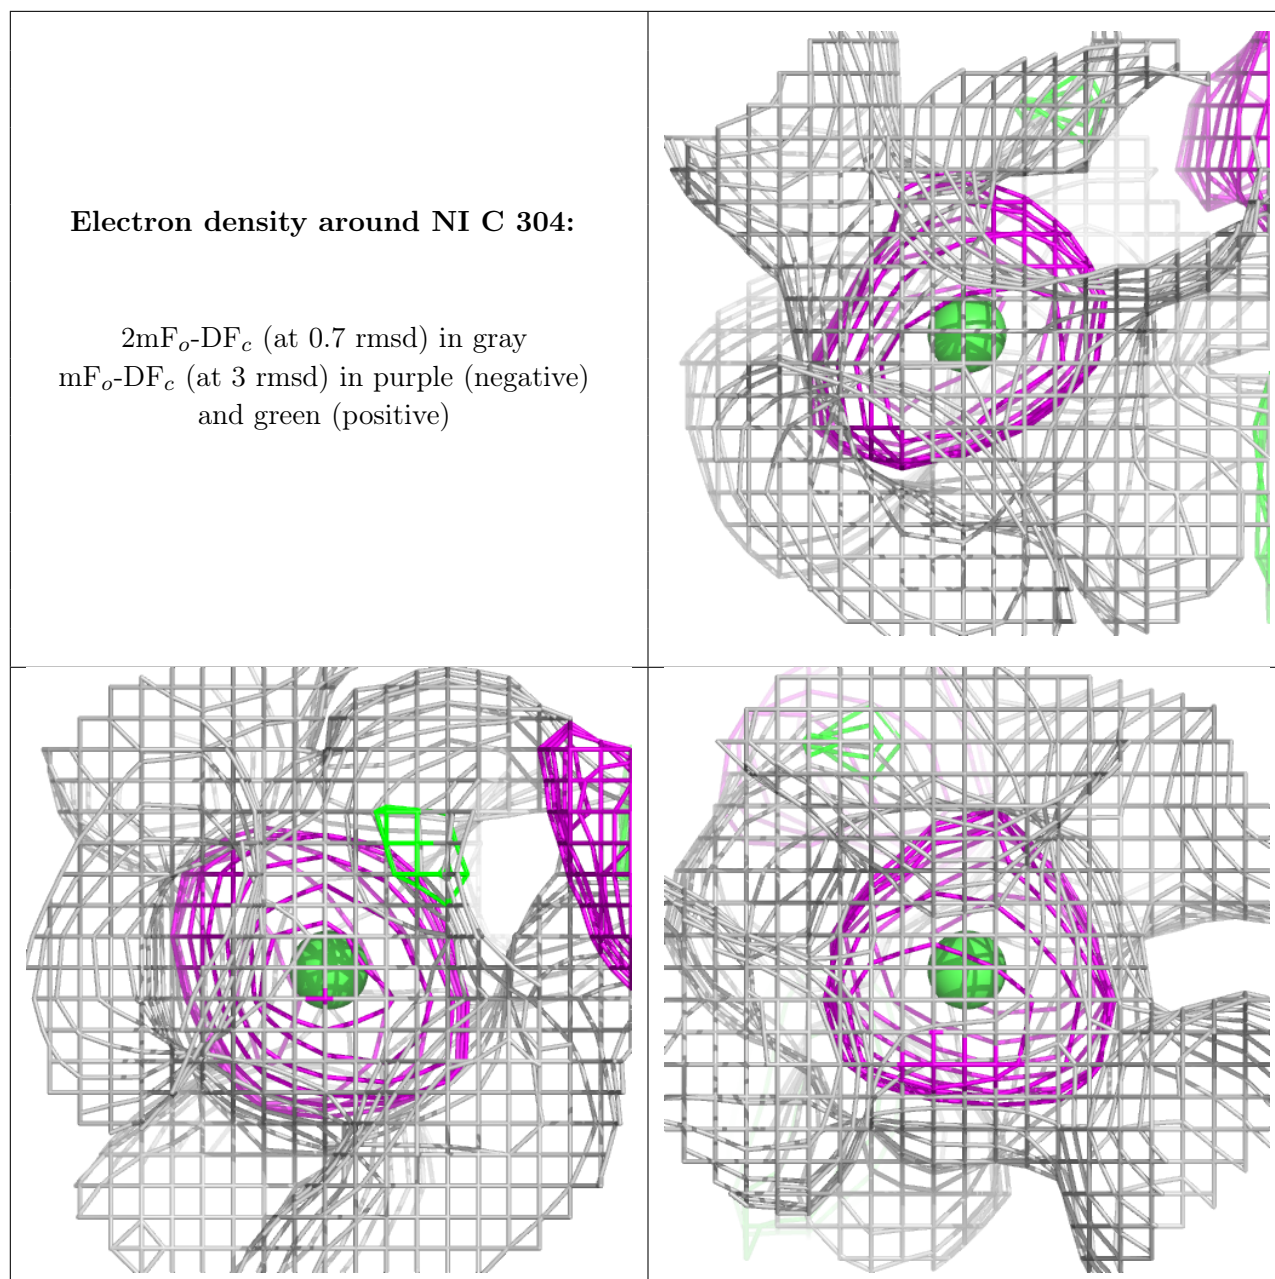 Electron density around NI C 304:
2mFo-DFc (at 0.7 rmsd) in gray
mFo-DFc (at 3 rmsd) in purple (negative)
and green (positive)